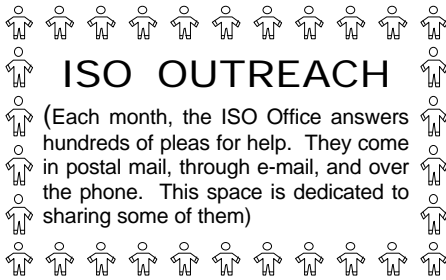 ISO OUTREACH
(Each month, the ISO Office answers
hundreds of pleas for help. They come
in postal mail, through e-mail, and over
the phone. This space is dedicated to
sharing some of them)